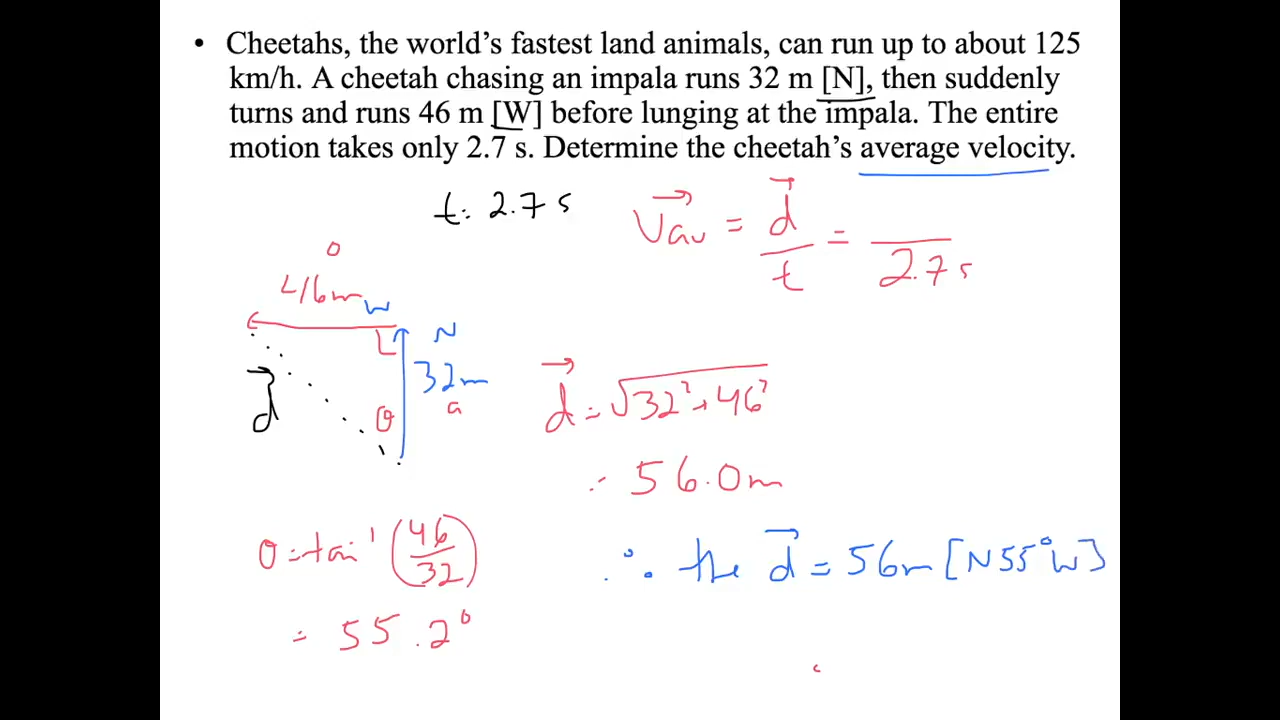 • Cheetahs, the world's fastest land animals, can run up to about 125
km/h. A cheetah chasing an impala runs 32 m [N], then suddenly
turns and runs 46 m [W] before lunging at the impala. The entire
motion takes only 2.7 s. Determine the cheetah's average velocity.
t: 2.7 s
V⃗av = d⃗/t = /2.7 s
o
46m W
N
32m
a
d⃗
θ
d⃗ = √32² + 46²
= 56.0m
θ = tan⁻¹ (46/32)
= 55.2°
∴ the d⃗ = 56m [N55°W]